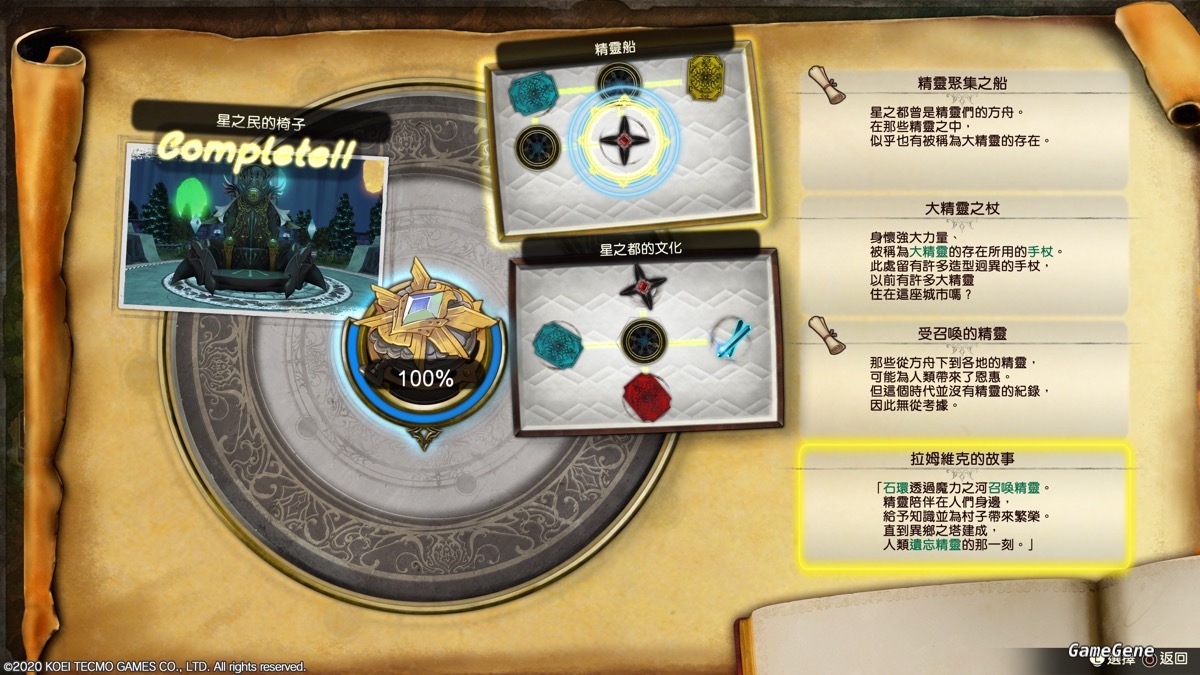 星之民的椅子
Complete!!
100%
精靈船
星之都的文化
精靈聚集之船
星之都曾是精靈們的方舟。
在那些精靈之中，
似乎也有被稱為大精靈的存在。
大精靈之杖
身懷強大力量、
被稱為大精靈的存在所用的手杖。
此處留有許多造型迥異的手杖，
以前有許多大精靈
住在這座城市嗎？
受召喚的精靈
那些從方舟下到各地的精靈，
可能為人類帶來了恩惠。
但這個時代並沒有精靈的紀錄，
因此無從考據。
拉姆維克的故事
「石環透過魔力之河召喚精靈。
精靈陪伴在人們身邊，
給予知識並為村子帶來繁榮。
直到異鄉之塔建成，
人類遺忘精靈的那一刻。」
©2020 KOEI TECMO GAMES CO., LTD. All rights reserved.
GameGene
L 選擇 返回